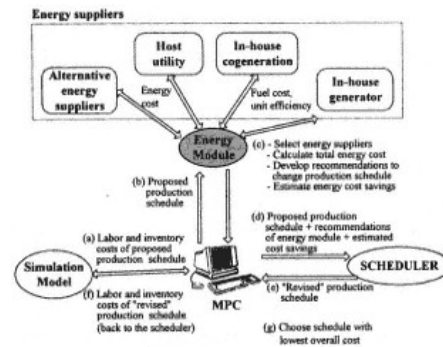 Energy suppliers
Host
utility
In-house
cogeneration
Alternative
energy
suppliers
In-house
generator
Energy
cost
Fuel cost,
unit efficiency
Energy
Module
(c) - Select energy suppliers
- Calculate total energy cost
- Develop recommendations to
change production schedule
- Estimate energy cost savings
(b) Proposed
production
schedule
(d) Proposed production
schedule + recommendations
of energy module + estimated
cost savings
(a) Labor and inventory
costs of proposed
production schedule
Simulation
Model
SCHEDULER
(f) Labor and inventory
costs of "revised"
production schedule
(back to the scheduler)
MPC
(e) "Revised" production
schedule
(g) Choose schedule with
lowest overall cost